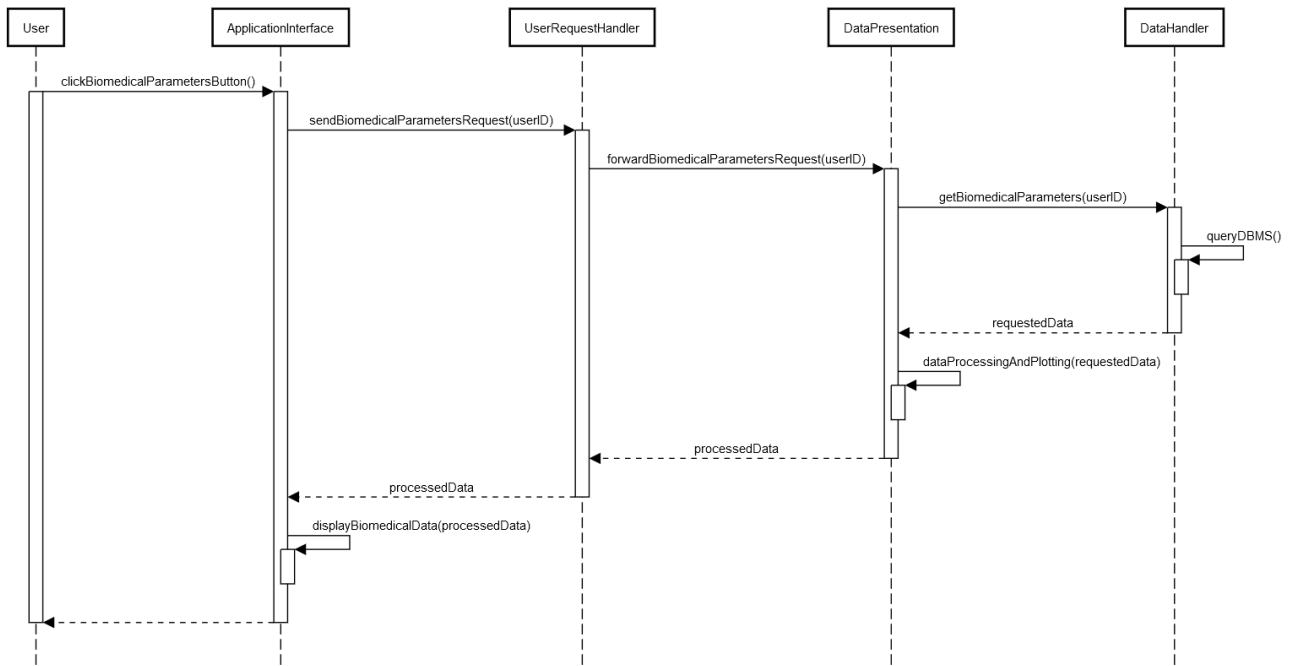 User
ApplicationInterface
UserRequestHandler
DataPresentation
DataHandler
clickBiomedicalParametersButton()
sendBiomedicalParametersRequest(userID)
forwardBiomedicalParametersRequest(userID)
getBiomedicalParameters(userID)
queryDBMS()
requestedData
dataProcessingAndPlotting(requestedData)
processedData
processedData
displayBiomedicalData(processedData)